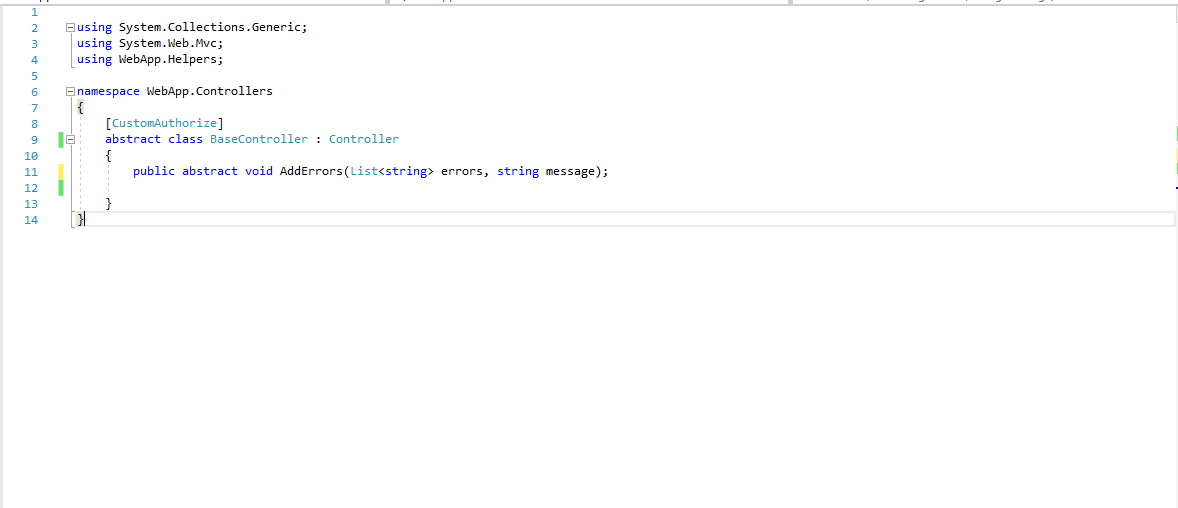 1
2 using System.Collections.Generic;
3 using System.Web.Mvc;
4 using WebApp.Helpers;
5
6 namespace WebApp.Controllers
7 {
8 [CustomAuthorize]
9 abstract class BaseController : Controller
10 {
11 public abstract void AddErrors(List<string> errors, string message);
12
13 }
14 }